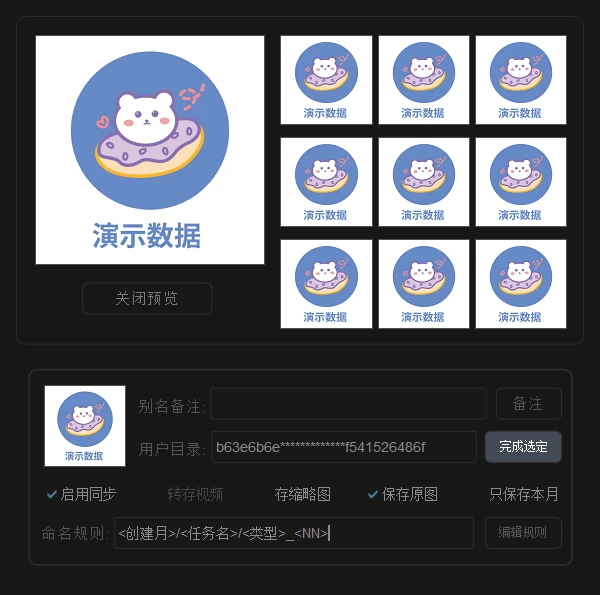 演示数据
演示数据 演示数据 演示数据
演示数据 演示数据 演示数据
演示数据 演示数据 演示数据
关闭预览
演示数据
别名备注: 备注
用户目录: b63e6b6e*************f541526486f 完成选定
启用同步 转存视频 存缩略图 保存原图 只保存本月
命名规则: <创建月>/<任务名>/<类型>_<NN> 编辑规则